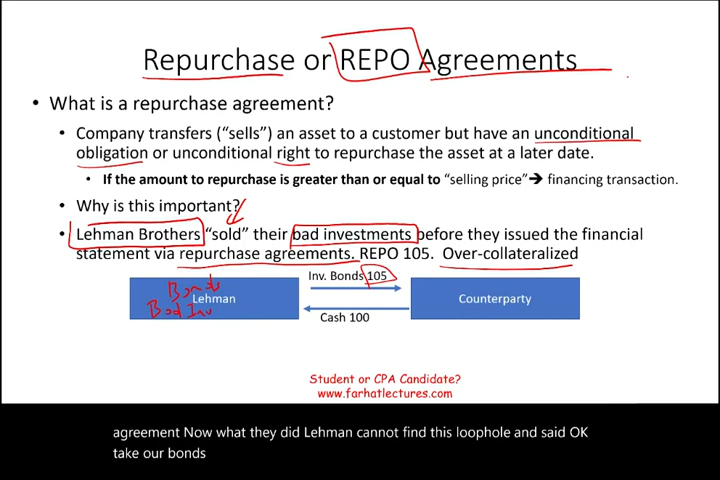 Repurchase or REPO Agreements
• What is a repurchase agreement?
• Company transfers (“sells”) an asset to a customer but have an unconditional
obligation or unconditional right to repurchase the asset at a later date.
• If the amount to repurchase is greater than or equal to “selling price”➔ financing transaction.
• Why is this important?
• Lehman Brothers “sold” their bad investments before they issued the financial
statement via repurchase agreements. REPO 105. Over-collateralized
Inv. Bonds 105
Bonds
Lehman
Bad Inv
Counterparty
Cash 100
Student or CPA Candidate?
www.farhatlectures.com
agreement Now what they did Lehman cannot find this loophole and said OK
take our bonds